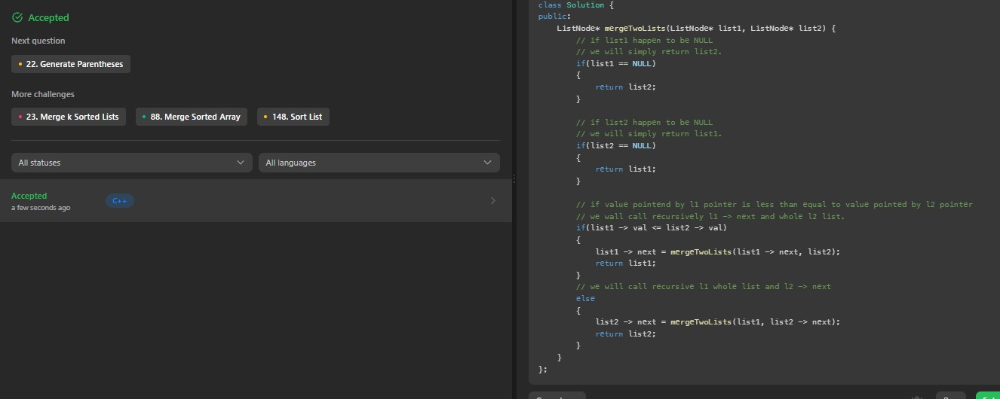 Accepted
Next question
22. Generate Parentheses
More challenges
23. Merge k Sorted Lists
88. Merge Sorted Array
148. Sort List
All statuses
All languages
Accepted
a few seconds ago
C++
class Solution {
public:
ListNode* mergeTwoLists(ListNode* list1, ListNode* list2) {
// if list1 happen to be NULL
// we will simply return list2.
if(list1 == NULL)
{
return list2;
}
// if list2 happen to be NULL
// we will simply return list1.
if(list2 == NULL)
{
return list1;
}
// if value pointend by l1 pointer is less than equal to value pointed by l2 pointer
// we wall call recursively l1 -> next and whole l2 list.
if(list1 -> val <= list2 -> val)
{
list1 -> next = mergeTwoLists(list1 -> next, list2);
return list1;
}
// we will call recursive l1 whole list and l2 -> next
else
{
list2 -> next = mergeTwoLists(list1, list2 -> next);
return list2;
}
}
};